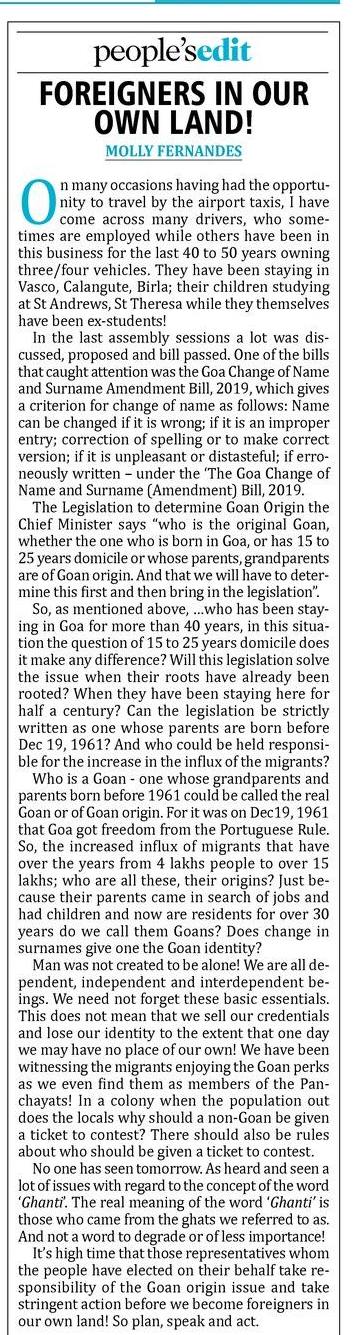 people'sedit
FOREIGNERS IN OUR
OWN LAND!
MOLLY FERNANDES
On many occasions having had the opportu-
nity to travel by the airport taxis, I have
come across many drivers, who some-
times are employed while others have been in
this business for the last 40 to 50 years owning
three/four vehicles. They have been staying in
Vasco, Calangute, Birla; their children studying
at St Andrews, St Theresa while they themselves
have been ex-students!
In the last assembly sessions a lot was dis-
cussed, proposed and bill passed. One of the bills
that caught attention was the Goa Change of Name
and Surname Amendment Bill, 2019, which gives
a criterion for change of name as follows: Name
can be changed if it is wrong; if it is an improper
entry; correction of spelling or to make correct
version; if it is unpleasant or distasteful; if erro-
neously written – under the 'The Goa Change of
Name and Surname (Amendment) Bill, 2019.
The Legislation to determine Goan Origin the
Chief Minister says "who is the original Goan,
whether the one who is born in Goa, or has 15 to
25 years domicile or whose parents, grandparents
are of Goan origin. And that we will have to deter-
mine this first and then bring in the legislation".
So, as mentioned above, ...who has been stay-
ing in Goa for more than 40 years, in this situa-
tion the question of 15 to 25 years domicile does
it make any difference? Will this legislation solve
the issue when their roots have already been
rooted? When they have been staying here for
half a century? Can the legislation be strictly
written as one whose parents are born before
Dec 19, 1961? And who could be held responsi-
ble for the increase in the influx of the migrants?
Who is a Goan - one whose grandparents and
parents born before 1961 could be called the real
Goan or of Goan origin. For it was on Dec19, 1961
that Goa got freedom from the Portuguese Rule.
So, the increased influx of migrants that have
over the years from 4 lakhs people to over 15
lakhs; who are all these, their origins? Just be-
cause their parents came in search of jobs and
had children and now are residents for over 30
years do we call them Goans? Does change in
surnames give one the Goan identity?
Man was not created to be alone! We are all de-
pendent, independent and interdependent be-
ings. We need not forget these basic essentials.
This does not mean that we sell our credentials
and lose our identity to the extent that one day
we may have no place of our own! We have been
witnessing the migrants enjoying the Goan perks
as we even find them as members of the Pan-
chayats! In a colony when the population out
does the locals why should a non-Goan be given
a ticket to contest? There should also be rules
about who should be given a ticket to contest.
No one has seen tomorrow. As heard and seen a
lot of issues with regard to the concept of the word
'Ghanti'. The real meaning of the word 'Ghanti' is
those who came from the ghats we referred to as.
And not a word to degrade or of less importance!
It's high time that those representatives whom
the people have elected on their behalf take re-
sponsibility of the Goan origin issue and take
stringent action before we become foreigners in
our own land! So plan, speak and act.